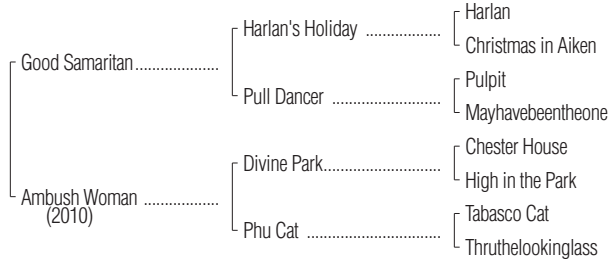 Harlan
Harlan's Holiday ..................
Christmas in Aiken
Good Samaritan....................
Pulpit
Pull Dancer ..........................
Mayhavebeentheone
Chester House
Divine Park............................
High in the Park
Ambush Woman ..................
(2010)
Tabasco Cat
Phu Cat ................................
Thruthelookinglass